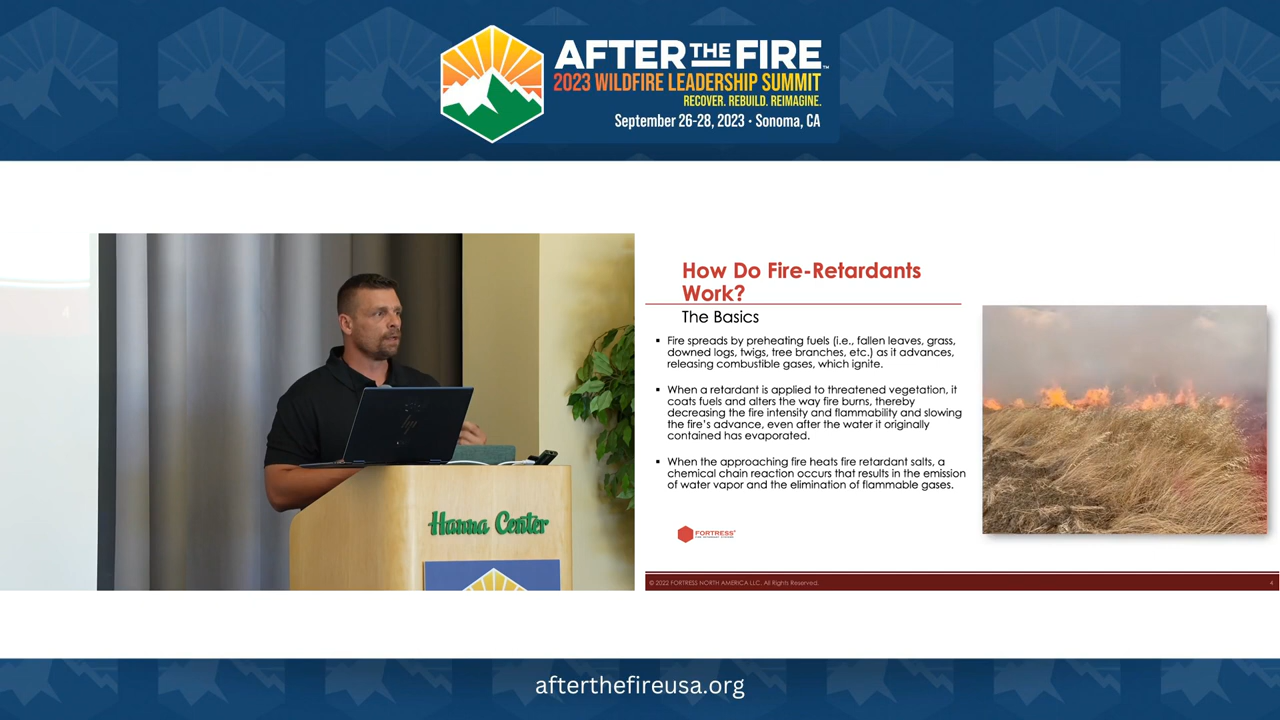 AFTER THE FIRE™
2023 WILDFIRE LEADERSHIP SUMMIT
RECOVER. REBUILD. REIMAGINE.
September 26-28, 2023 • Sonoma, CA
hp
Hanna Center
How Do Fire-Retardants
Work?
The Basics
▪ Fire spreads by preheating fuels (i.e., fallen leaves, grass,
downed logs, twigs, tree branches, etc.) as it advances,
releasing combustible gases, which ignite.
▪ When a retardant is applied to threatened vegetation, it
coats fuels and alters the way fire burns, thereby
decreasing the fire intensity and flammability and slowing
the fire's advance, even after the water it originally
contained has evaporated.
▪ When the approaching fire heats fire retardant salts, a
chemical chain reaction occurs that results in the emission
of water vapor and the elimination of flammable gases.
FORTRESS
© 2022 FORTRESS NORTH AMERICA LLC. All Rights Reserved.
4
afterthefireusa.org